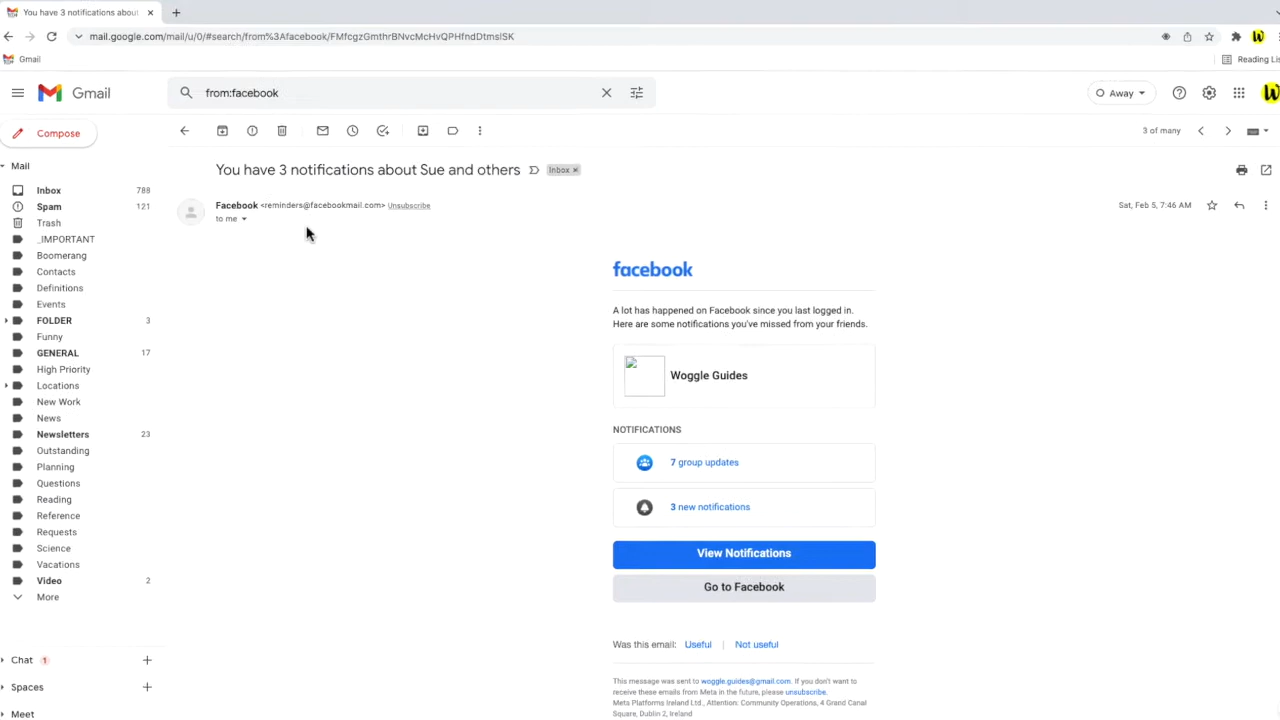 You have 3 notifications about
mail.google.com/mail/u/0/#search/from%3Afacebook/FMfcgzGmthrBNvcMcHvQPHfndDtmslSK
Gmail
Reading Lis
Gmail
from:facebook
Away
Compose
3 of many
Mail
You have 3 notifications about Sue and others
Inbox ×
Inbox 788
Facebook <reminders@facebookmail.com> Unsubscribe
Sat, Feb 5, 7:46 AM
Spam 121
to me
Trash
_IMPORTANT
Boomerang
Contacts
Definitions
Events
FOLDER 3
Funny
GENERAL 17
High Priority
Locations
New Work
News
Newsletters 23
Outstanding
Planning
Questions
Reading
Reference
Requests
Science
Vacations
Video 2
More
Chat 1
Spaces
Meet
facebook
A lot has happened on Facebook since you last logged in.
Here are some notifications you've missed from your friends.
Woggle Guides
NOTIFICATIONS
7 group updates
3 new notifications
View Notifications
Go to Facebook
Was this email: Useful | Not useful
This message was sent to woggle.guides@gmail.com. If you don't want to
receive these emails from Meta in the future, please unsubscribe.
Meta Platforms Ireland Ltd., Attention: Community Operations, 4 Grand Canal
Square, Dublin 2, Ireland